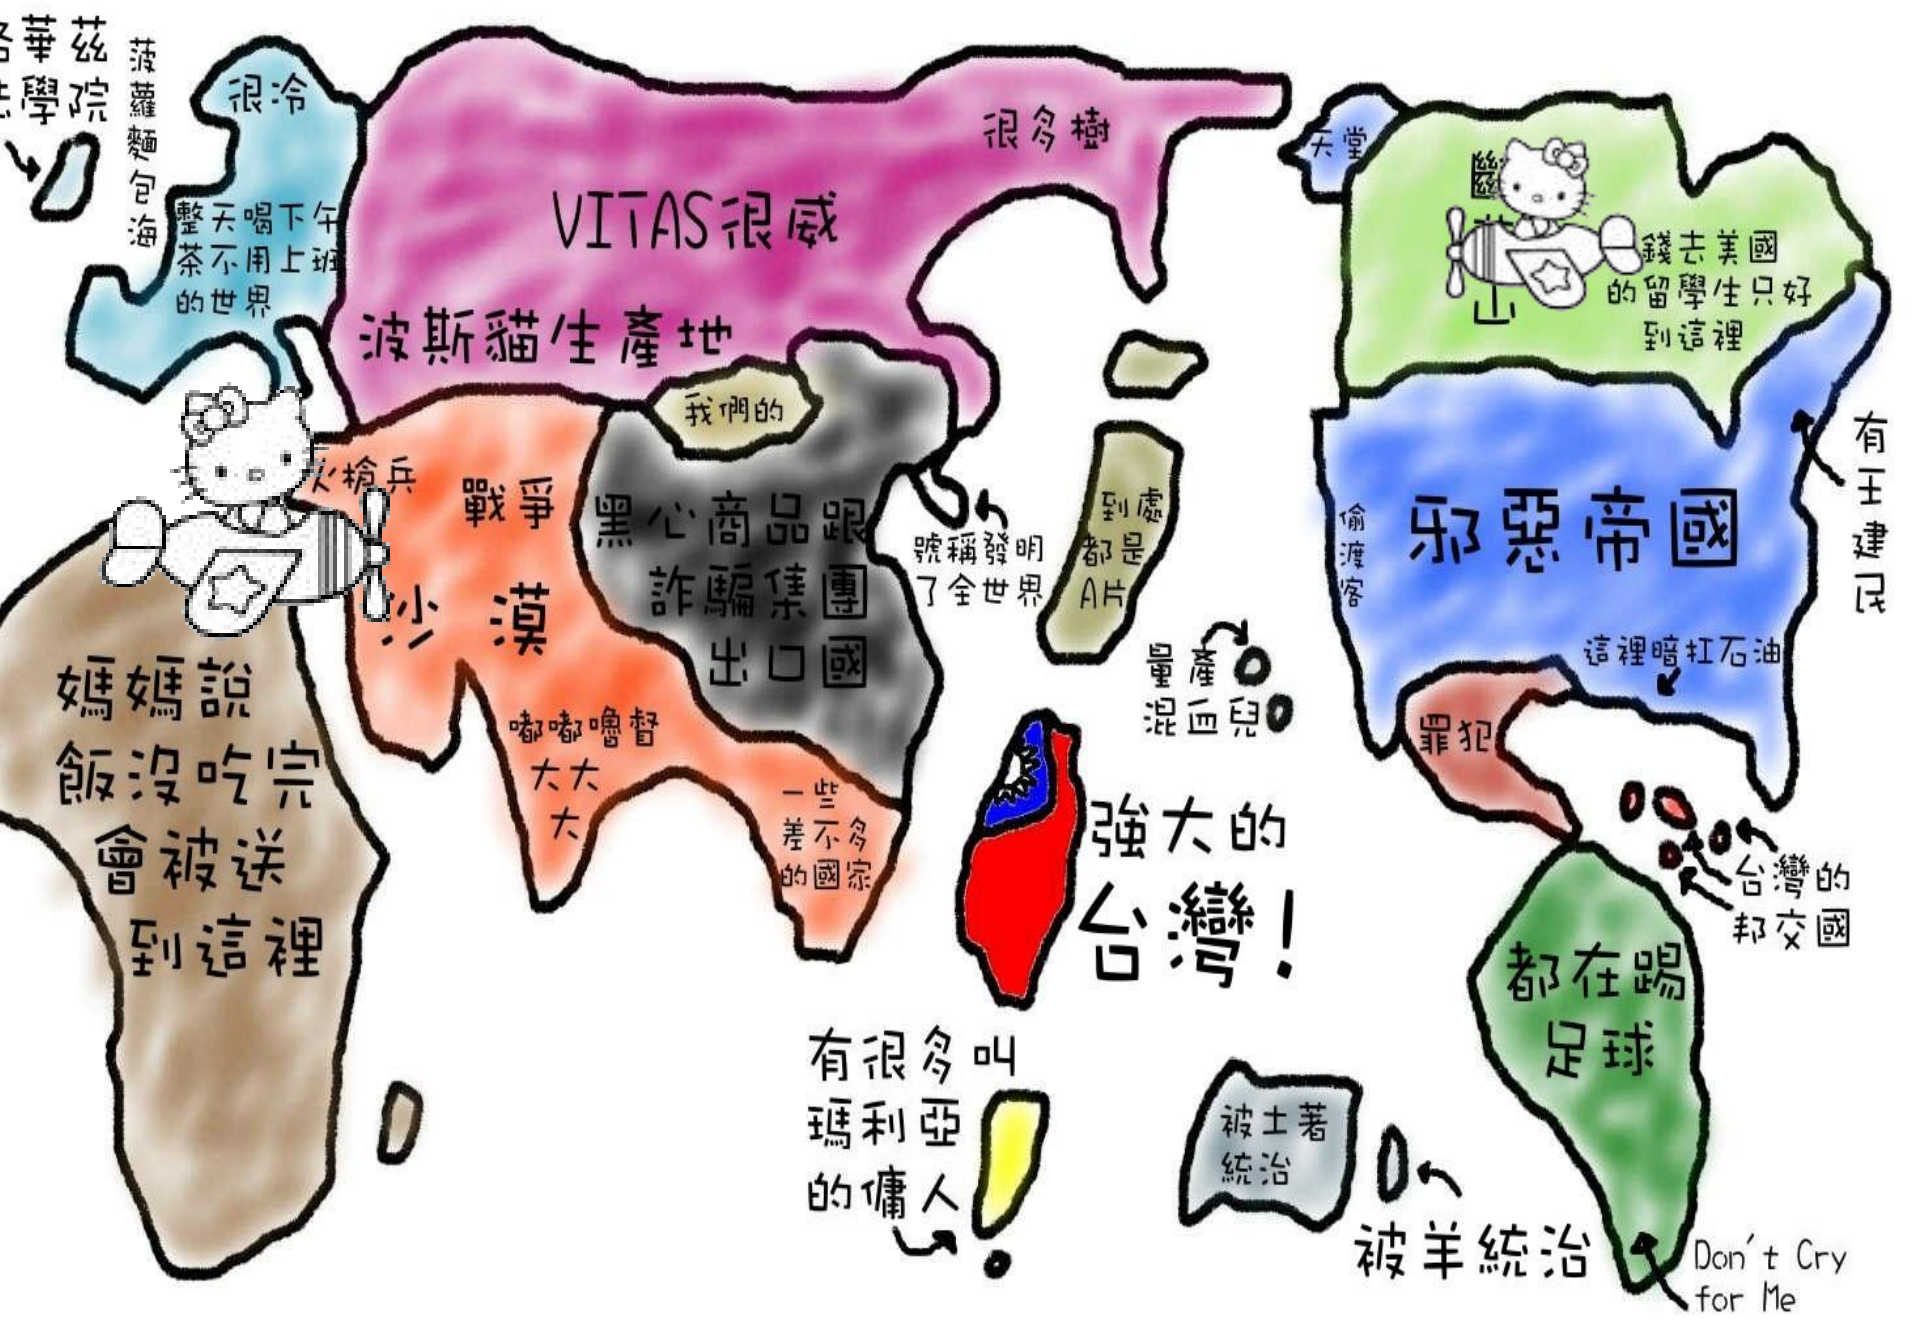 華茲
學院
菠蘿麵包海
很冷
整天喝下午
茶不用上班
的世界
VITAS很威
很多樹
波斯貓生產地
我們的
天堂
錢去美國
的留學生只好
到這裡
山
有王建民
槍兵
戰爭
沙漠
黑心商品跟
詐騙集團
出口國
號稱發明
了全世界
到處
都是
A片
偷渡客
邪惡帝國
這裡暗扛石油
媽媽說
飯沒吃完
會被送
到這裡
嘟嘟嚕督
大大
大
一些
差不多
的國家
量產
混血兒
強大的
台灣!
罪犯
台灣的
邦交國
都在踢
足球
有很多叫
瑪利亞
的傭人
被土著
統治
被羊統治
Don't Cry
for Me